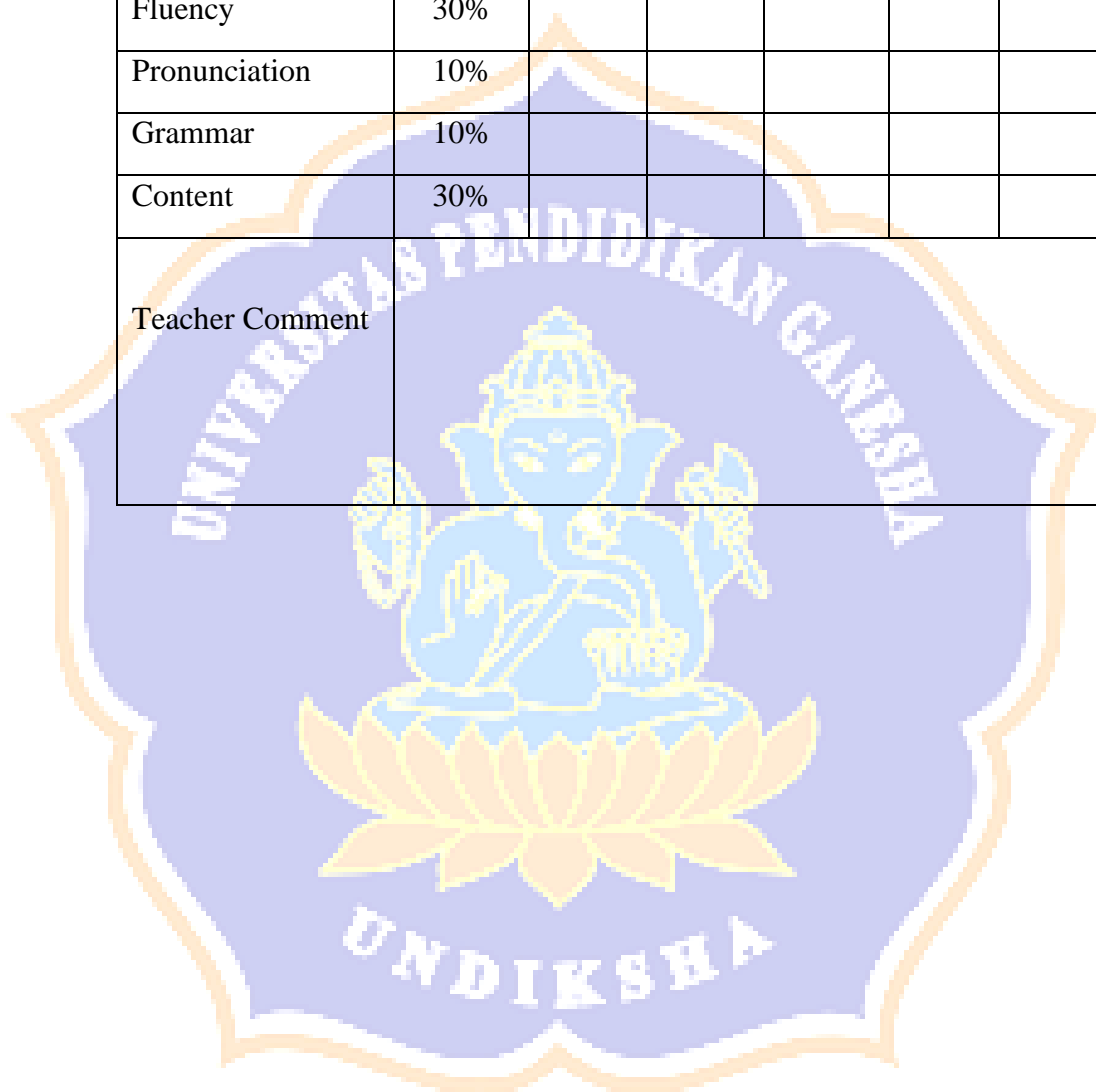 Fluency 30%
Pronunciation 10%
Grammar 10%
Content 30%
Teacher Comment
UNIVERSITAS PENDIDIKAN GANESHA
UNDIKSHA